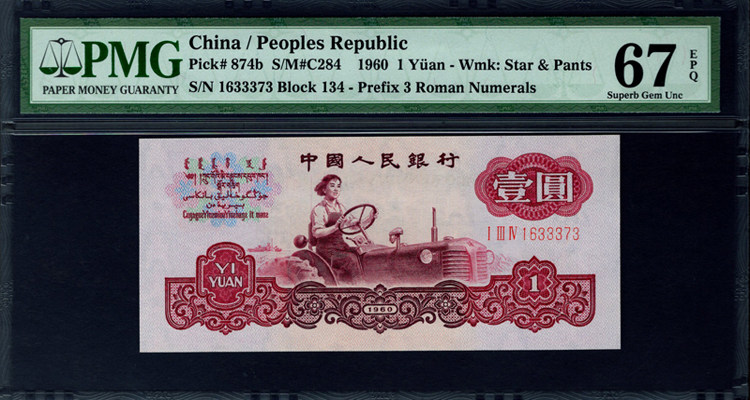 PMG
PAPER MONEY GUARANTY
China / Peoples Republic
Pick# 874b S/M#C284 1960 1 Yüan - Wmk: Star & Pants
S/N 1633373 Block 134 - Prefix 3 Roman Numerals
67
EPQ
Superb Gem Unc
中國人民銀行
壹圓
I III IV 1633373
YI
YUAN
1960
1